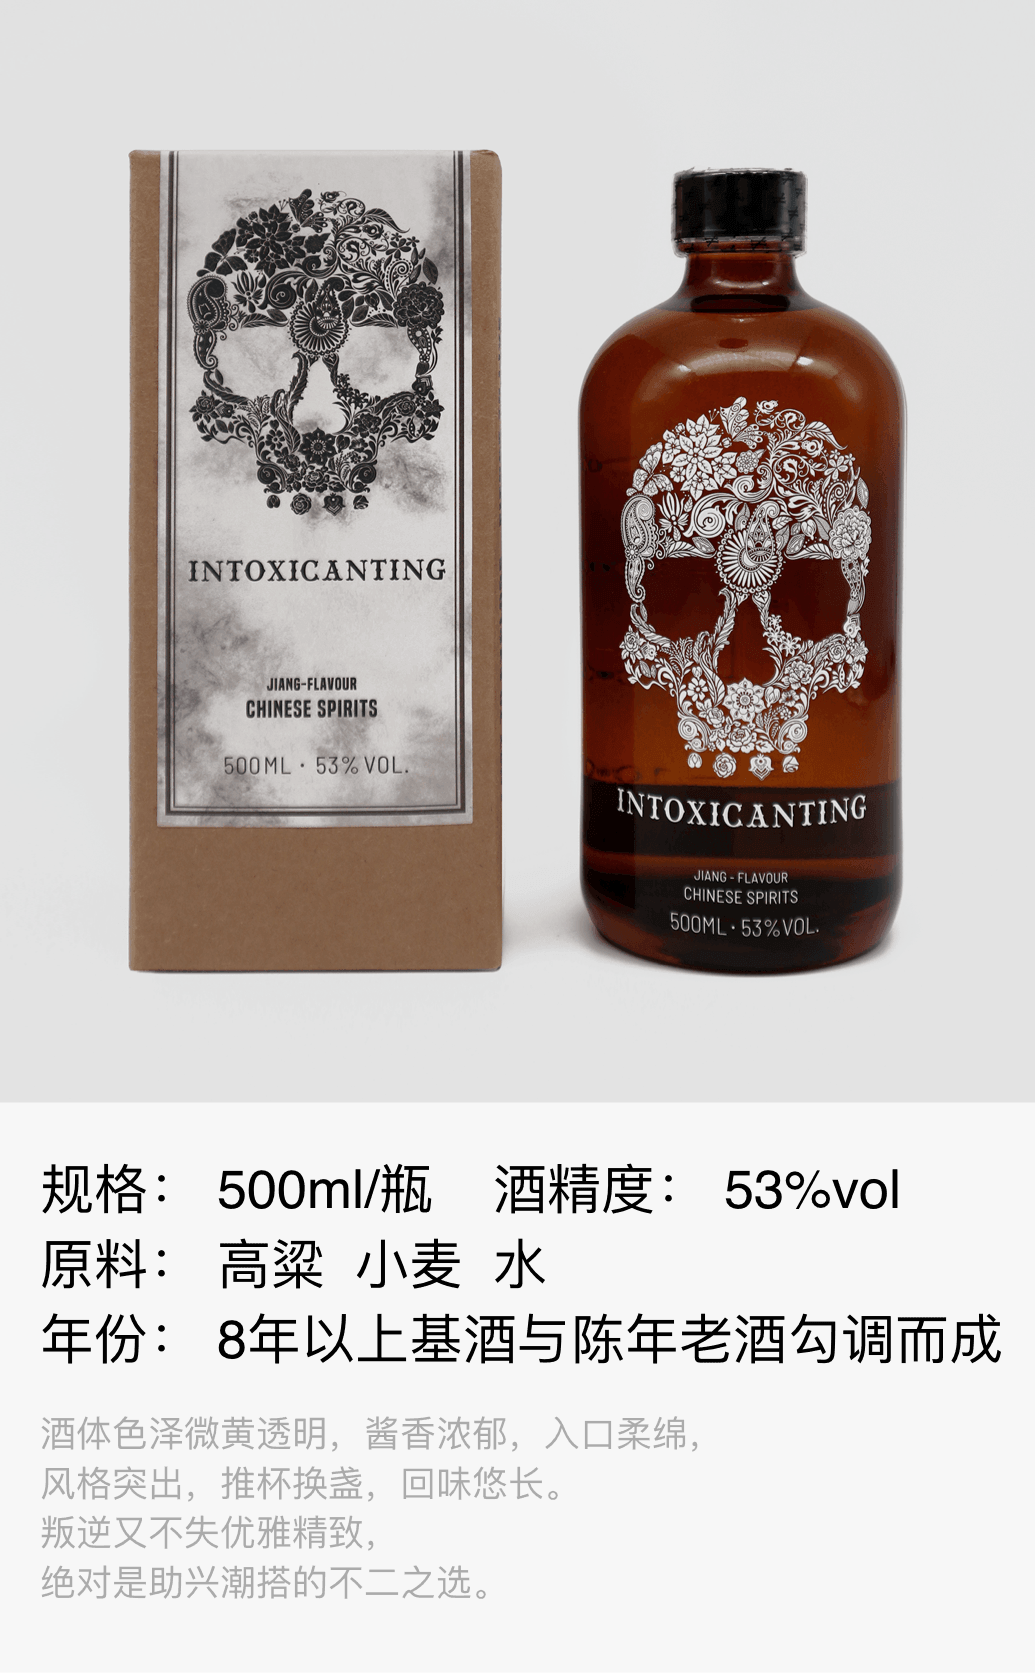 INTOXICANTING
JIANG-FLAVOUR
CHINESE SPIRITS
500ML · 53%VOL.
INTOXICANTING
JIANG-FLAVOUR
CHINESE SPIRITS
500ML · 53%VOL.
规格： 500ml/瓶 酒精度： 53%vol
原料： 高粱 小麦 水
年份： 8年以上基酒与陈年老酒勾调而成
酒体色泽微黄透明，酱香浓郁，入口柔绵，
风格突出，推杯换盏，回味悠长。
叛逆又不失优雅精致，
绝对是助兴潮搭的不二之选。